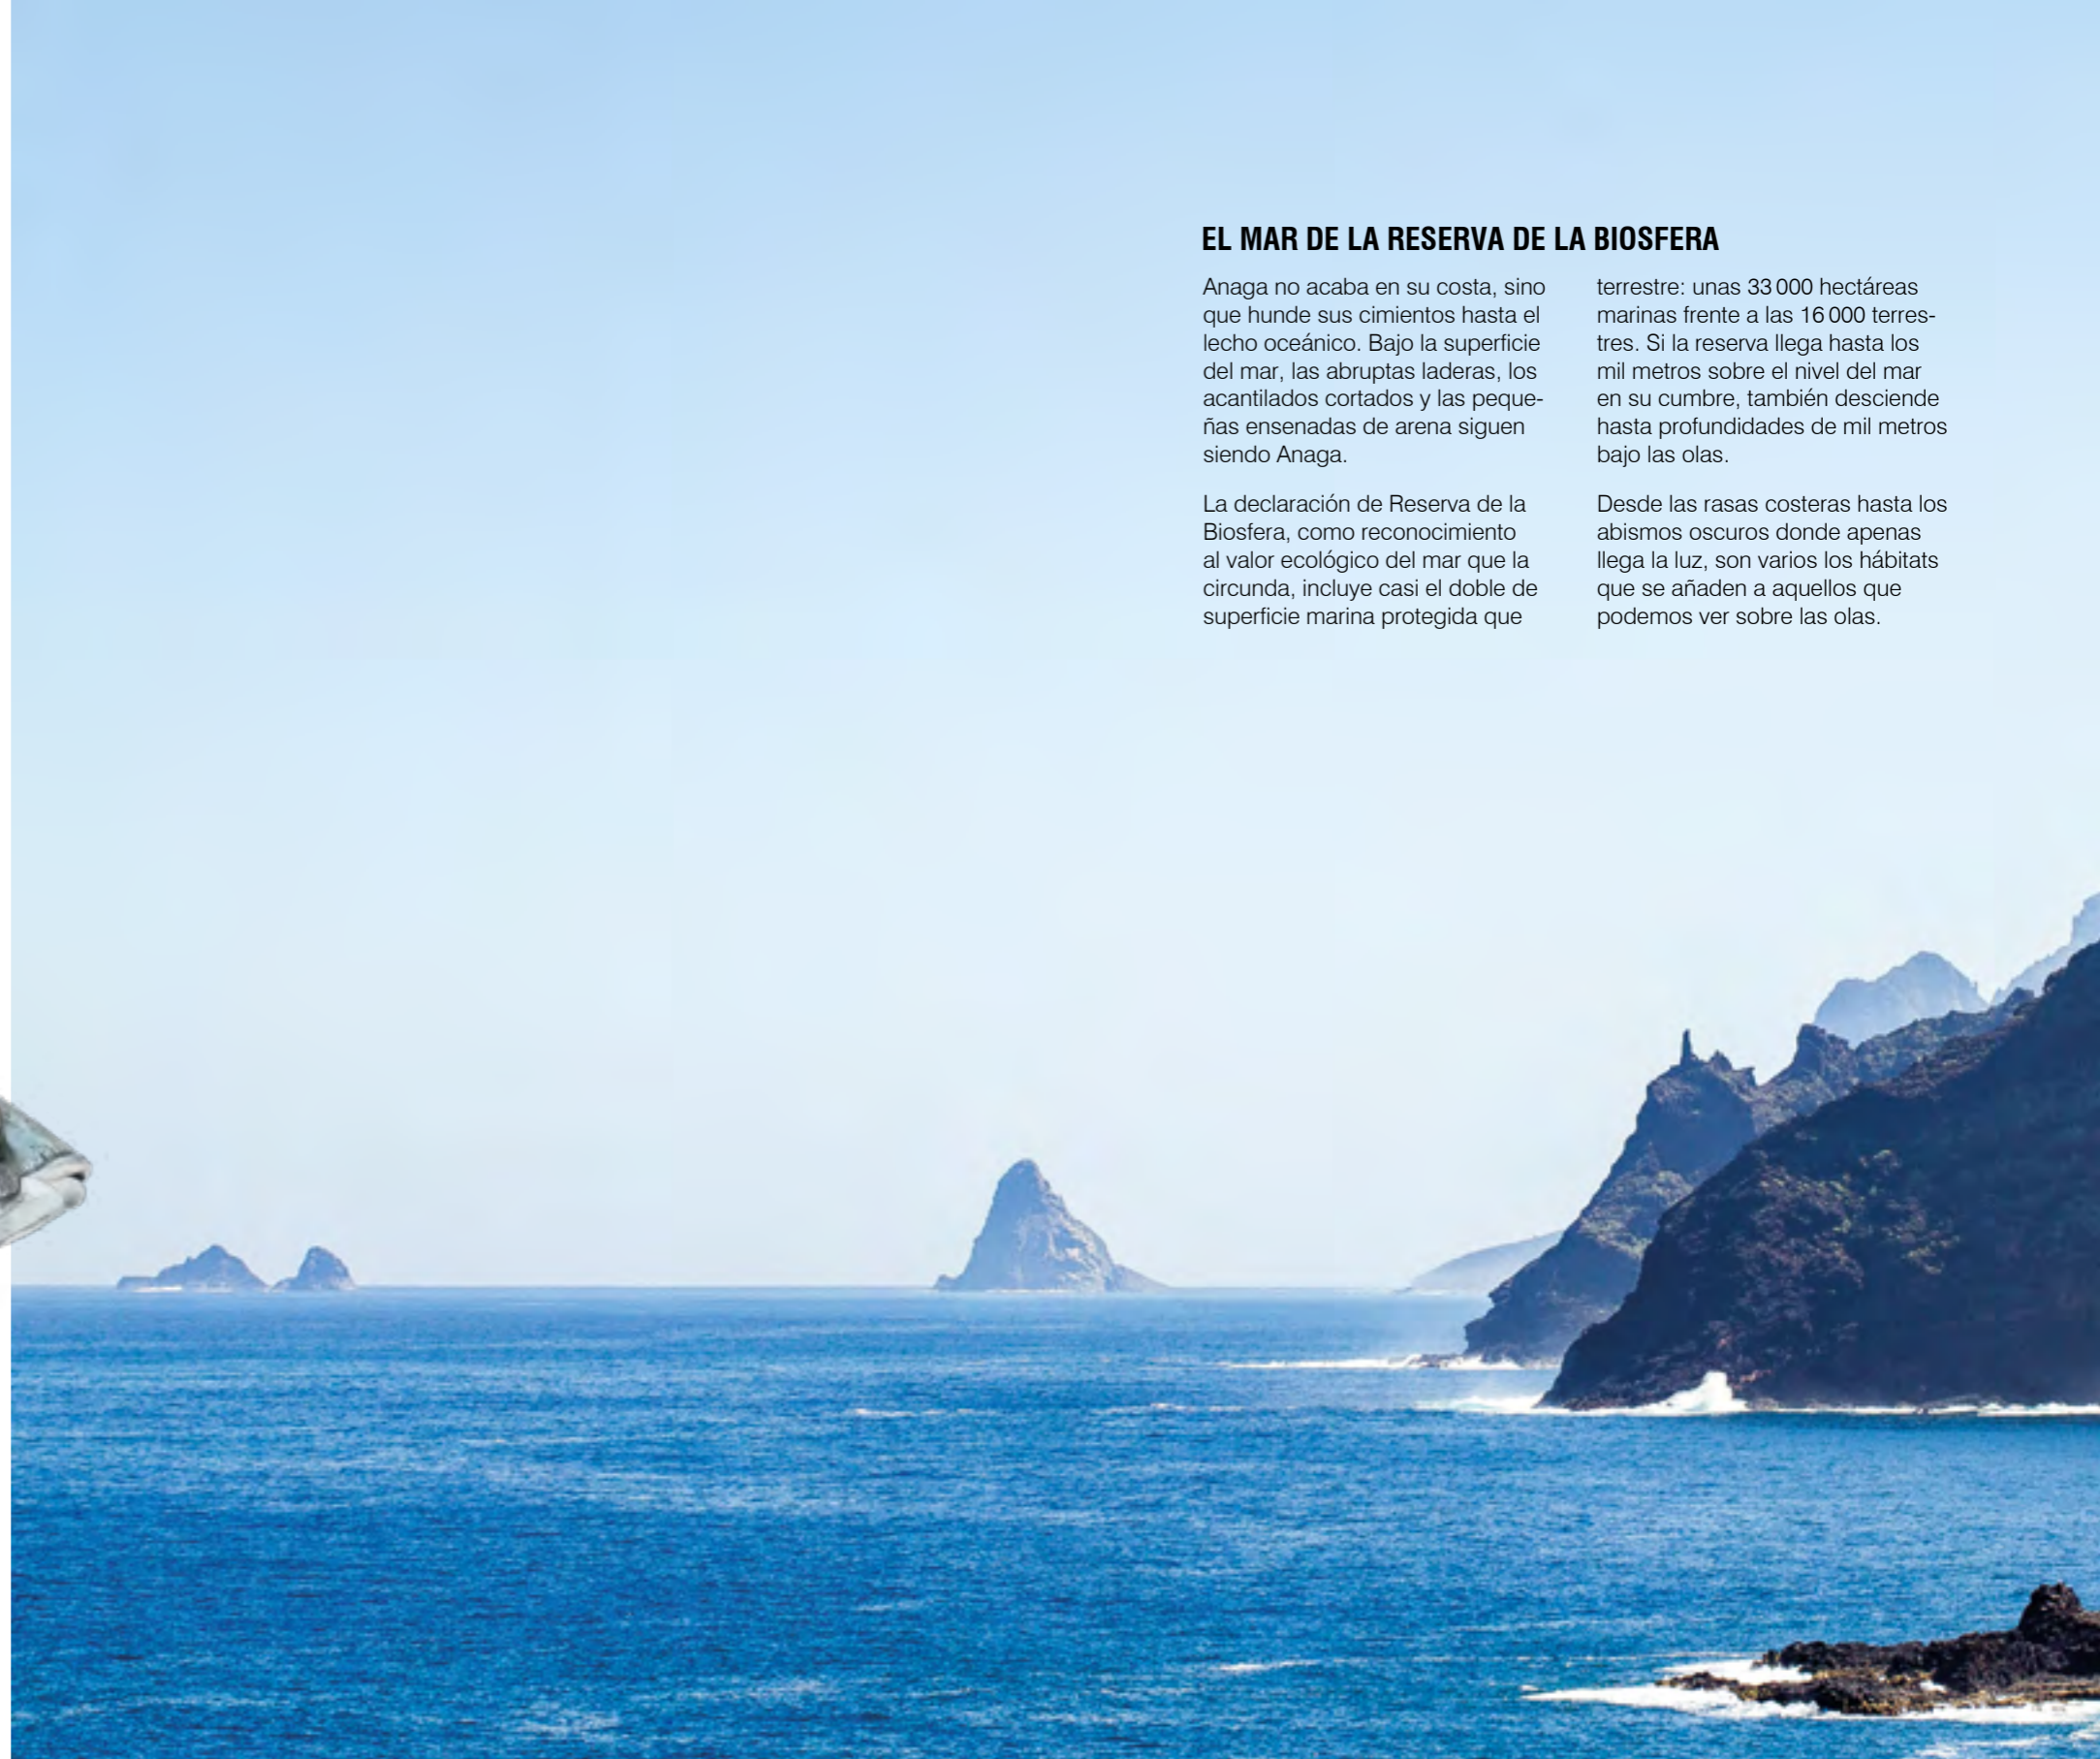 EL MAR DE LA RESERVA DE LA BIOSFERA
Anaga no acaba en su costa, sino
que hunde sus cimientos hasta el
lecho oceánico. Bajo la superficie
del mar, las abruptas laderas, los
acantilados cortados y las peque-
ñas ensenadas de arena siguen
siendo Anaga.
La declaración de Reserva de la
Biosfera, como reconocimiento
al valor ecológico del mar que la
circunda, incluye casi el doble de
superficie marina protegida que
terrestre: unas 33 000 hectáreas
marinas frente a las 16 000 terres-
tres. Si la reserva llega hasta los
mil metros sobre el nivel del mar
en su cumbre, también desciende
hasta profundidades de mil metros
bajo las olas.
Desde las rasas costeras hasta los
abismos oscuros donde apenas
llega la luz, son varios los hábitats
que se añaden a aquellos que
podemos ver sobre las olas.